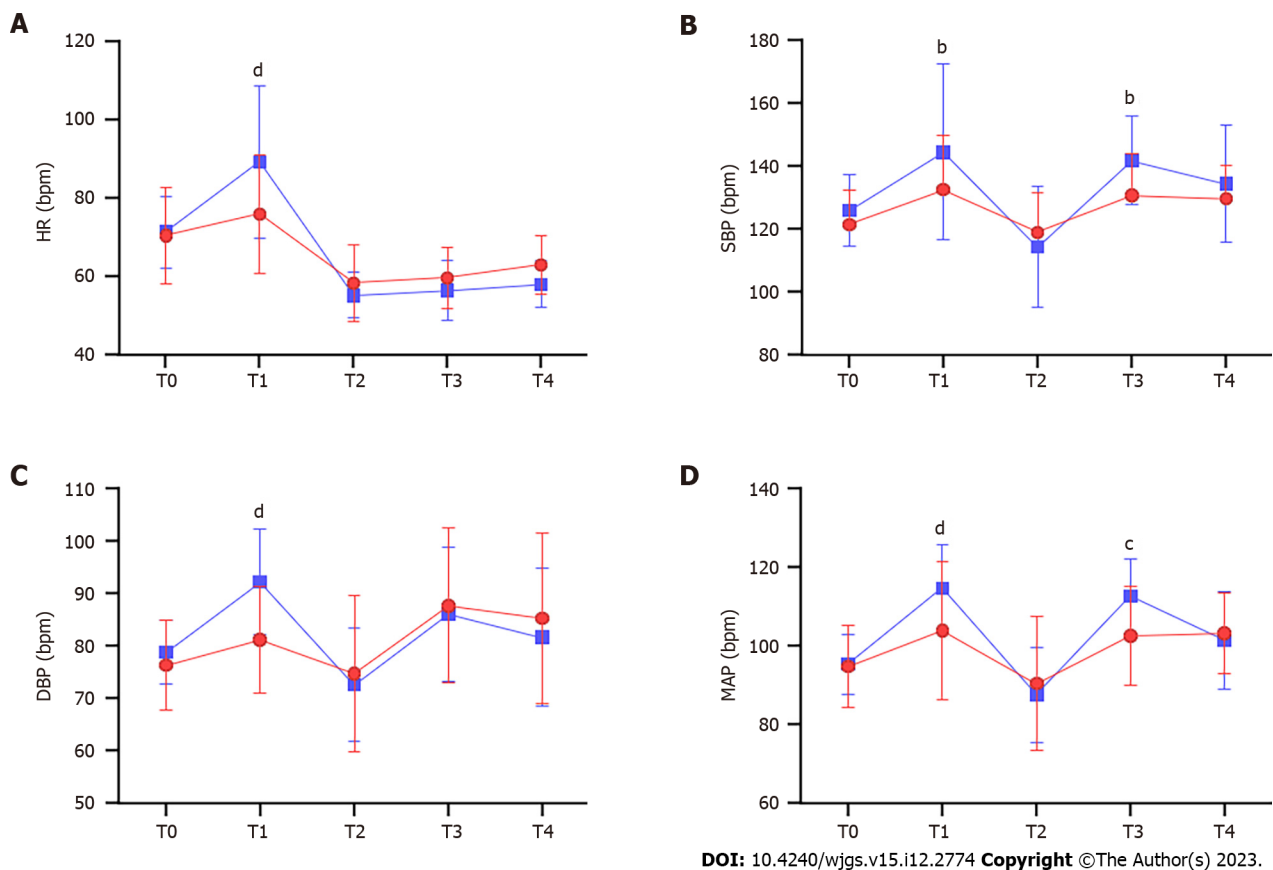 A
HR (bpm)
120
100
80
60
40
d
T0 T1 T2 T3 T4
B
SBP (bpm)
180
160
140
120
100
80
b
b
T0 T1 T2 T3 T4
C
DBP (bpm)
110
100
90
80
70
60
50
d
T0 T1 T2 T3 T4
D
MAP (bpm)
140
120
100
80
60
d
c
T0 T1 T2 T3 T4
DOI: 10.4240/wjgs.v15.i12.2774 Copyright ©The Author(s) 2023.